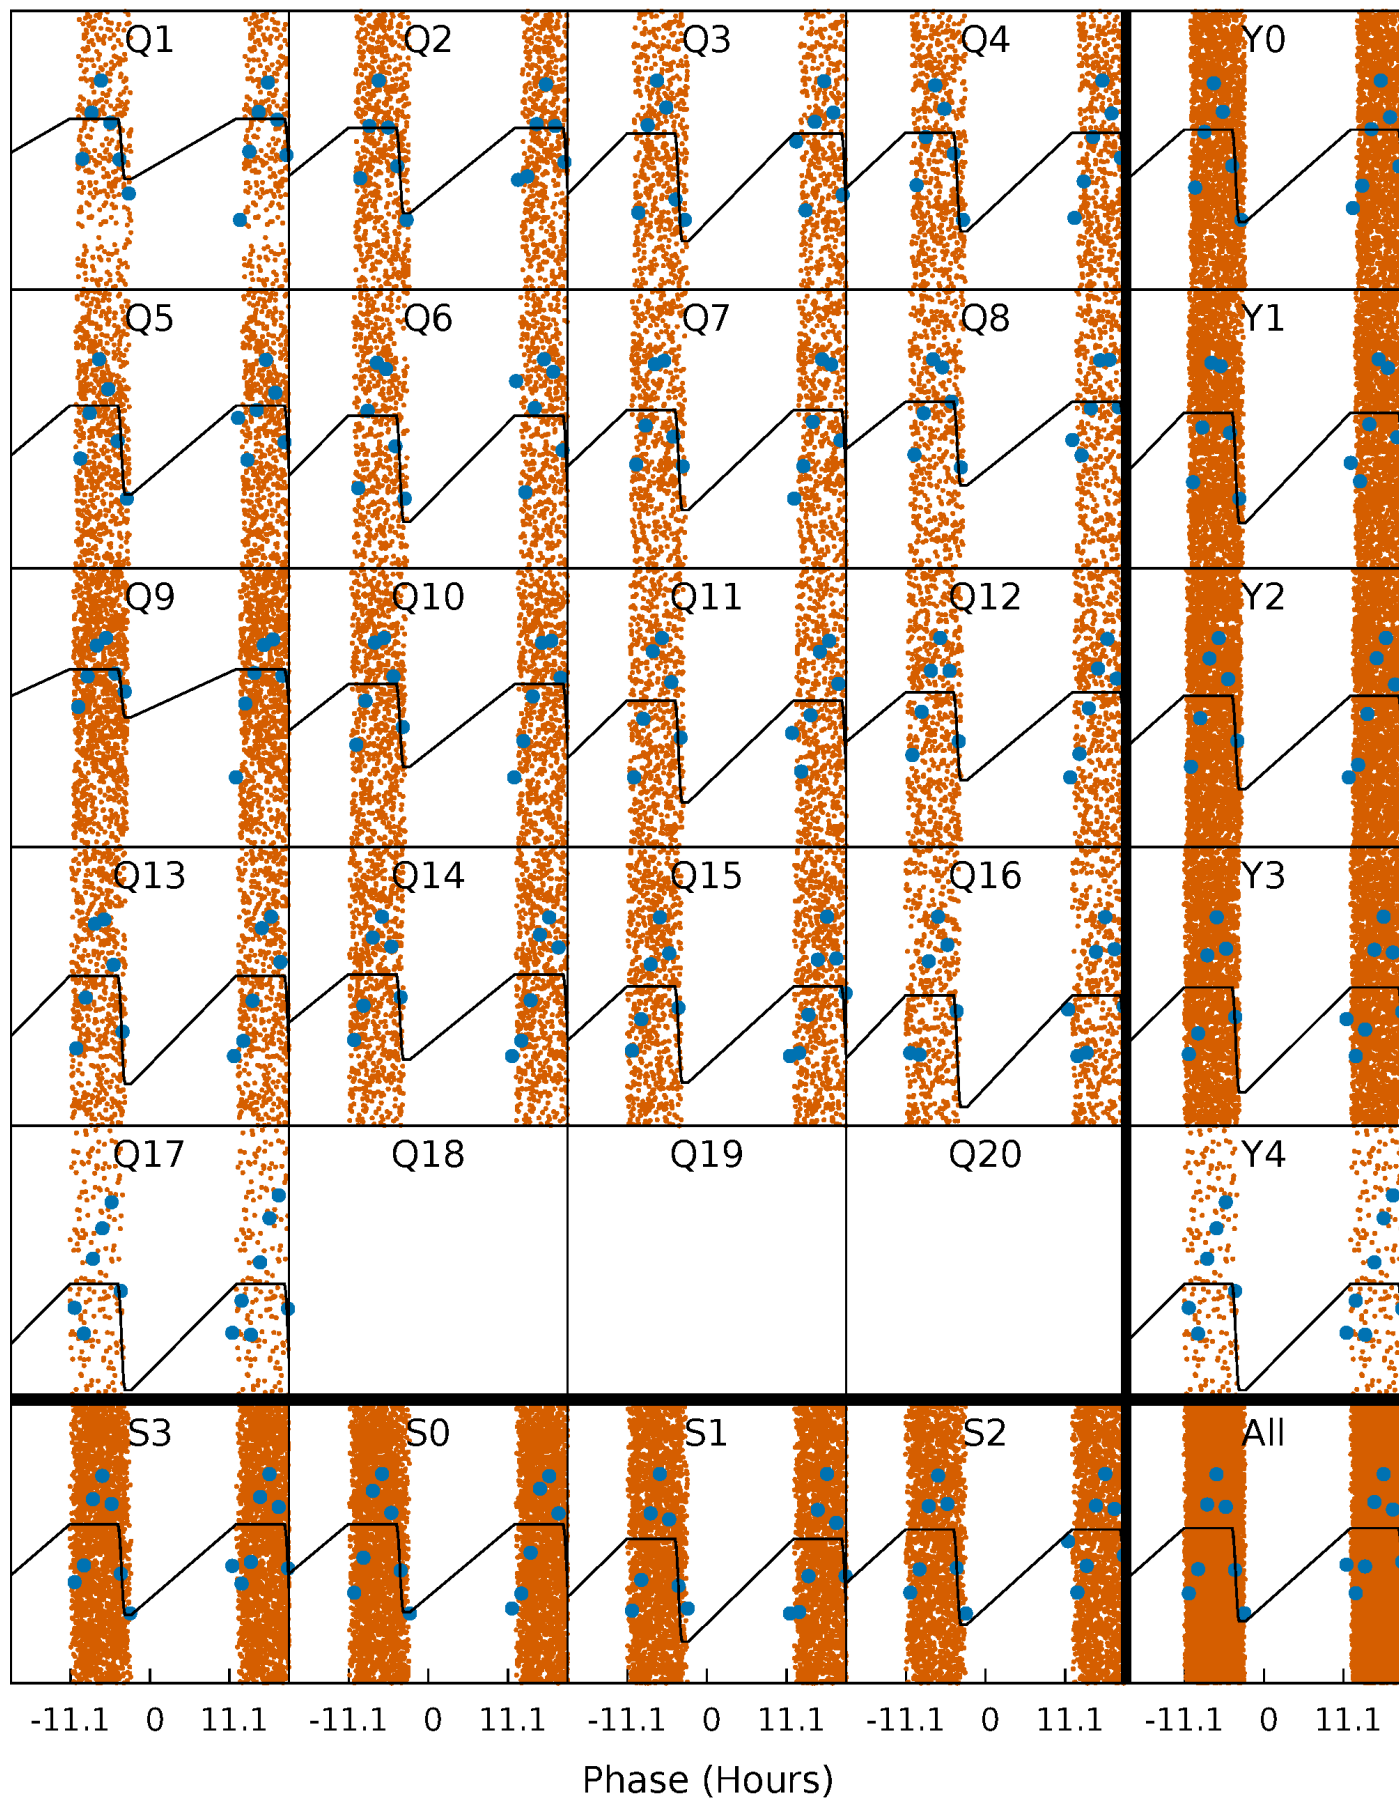 Q1 Q2 Q3 Q4 Y0
Q5 Q6 Q7 Q8 Y1
Q9 Q10 Q11 Q12 Y2
Q13 Q14 Q15 Q16 Y3
Q17 Q18 Q19 Q20 Y4
S3 S0 S1 S2 All
-11.1 0 11.1 -11.1 0 11.1 -11.1 0 11.1 -11.1 0 11.1 -11.1 0 11.1
Phase (Hours)